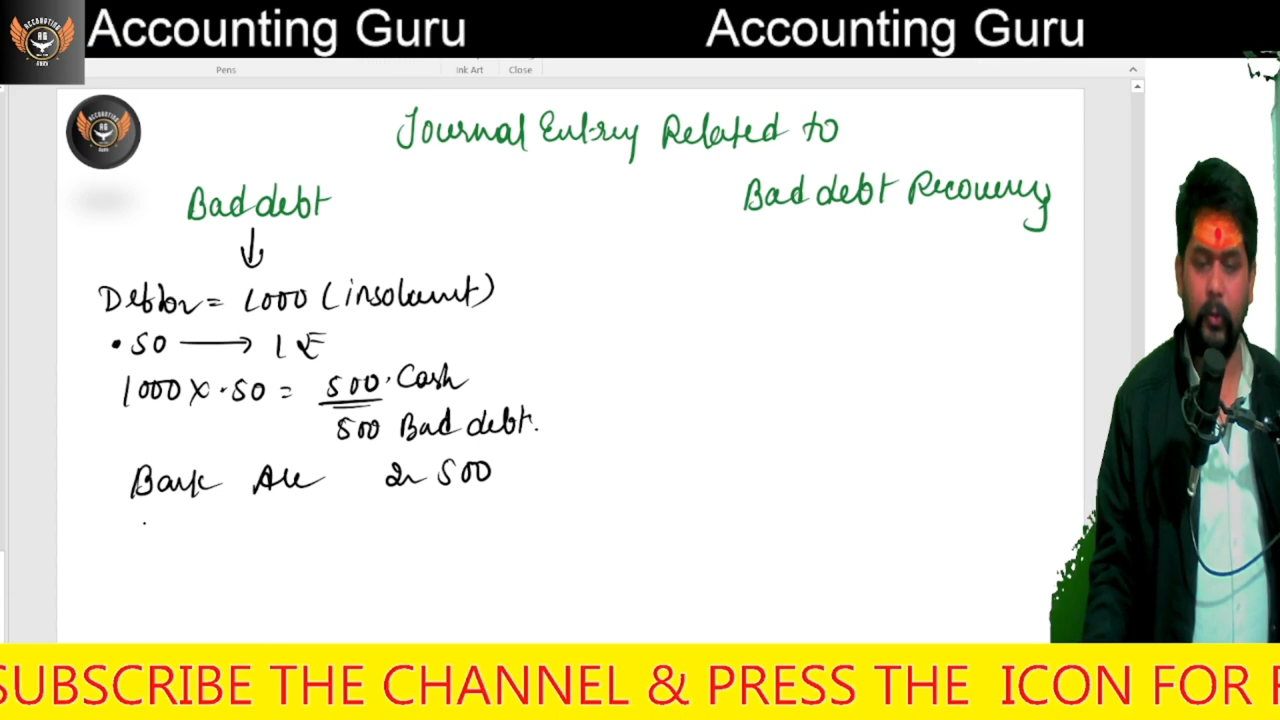 Accounting Guru
Accounting Guru
Pens
Ink Art
Close
Journal Entry Related to
Bad debt
Bad debt Recovery
Debtor = 1000 (insolvent)
.50 → 1 ₹
1000 X .50 = 500 Cash
500 Bad debt.
Bank A/c Dr 500
SUBSCRIBE THE CHANNEL & PRESS THE ICON FOR